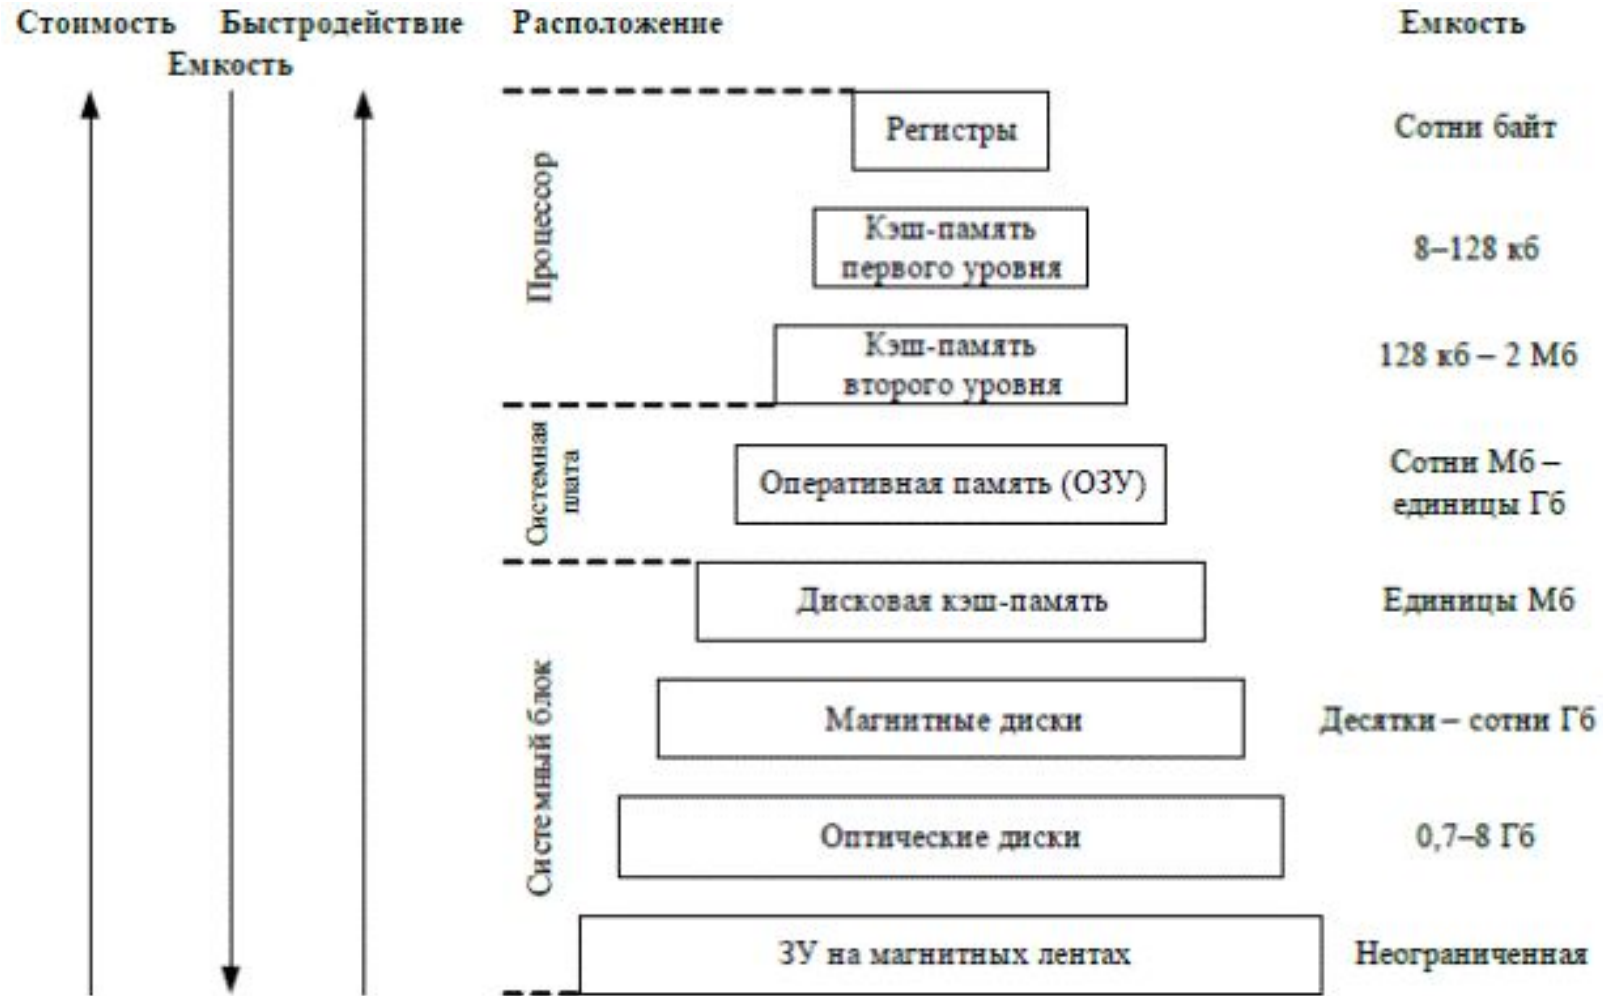 Стоимость Быстродействие Расположение Емкость
Емкость
Процессор
Регистры
Сотни байт
Кэш-память
первого уровня
8–128 кб
Кэш-память
второго уровня
128 кб – 2 Мб
Системная
плата
Оперативная память (ОЗУ)
Сотни Мб –
единицы Гб
Системный блок
Дисковая кэш-память
Единицы Мб
Магнитные диски
Десятки – сотни Гб
Оптические диски
0,7–8 Гб
ЗУ на магнитных лентах
Неограниченная